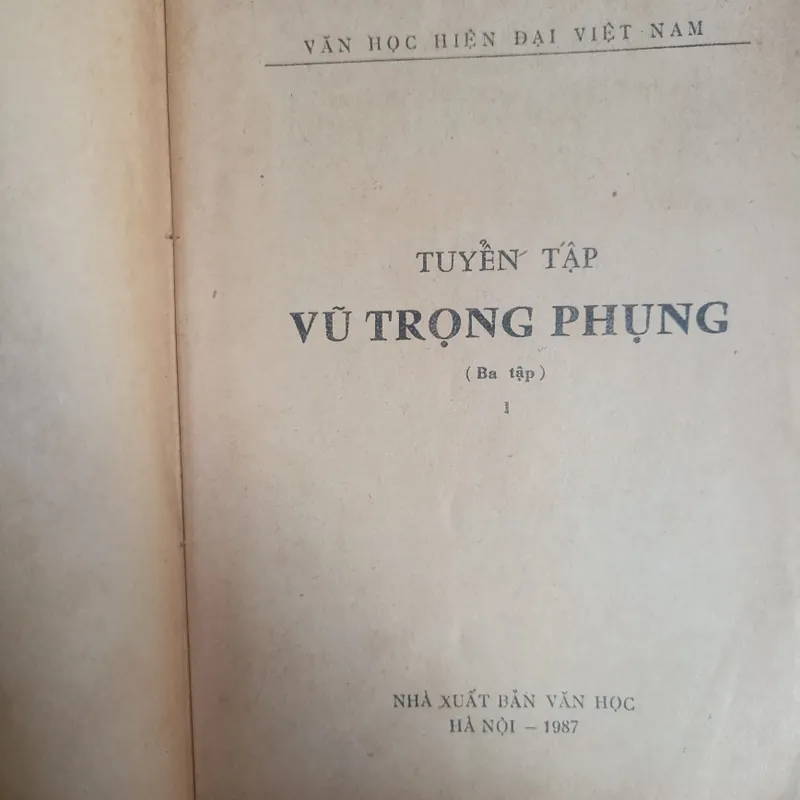 VĂN HỌC HIỆN ĐẠI VIỆT NAM
TUYỂN TẬP
VŨ TRỌNG PHỤNG
(Ba tập)
1
NHÀ XUẤT BẢN VĂN HỌC
HÀ NỘI - 1987